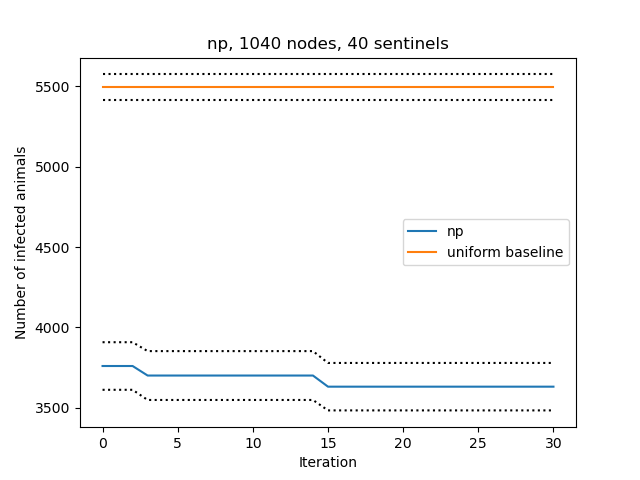 np, 1040 nodes, 40 sentinels
5500
5000
4500
4000
3500
Number of infected animals
np
uniform baseline
0 5 10 15 20 25 30
Iteration